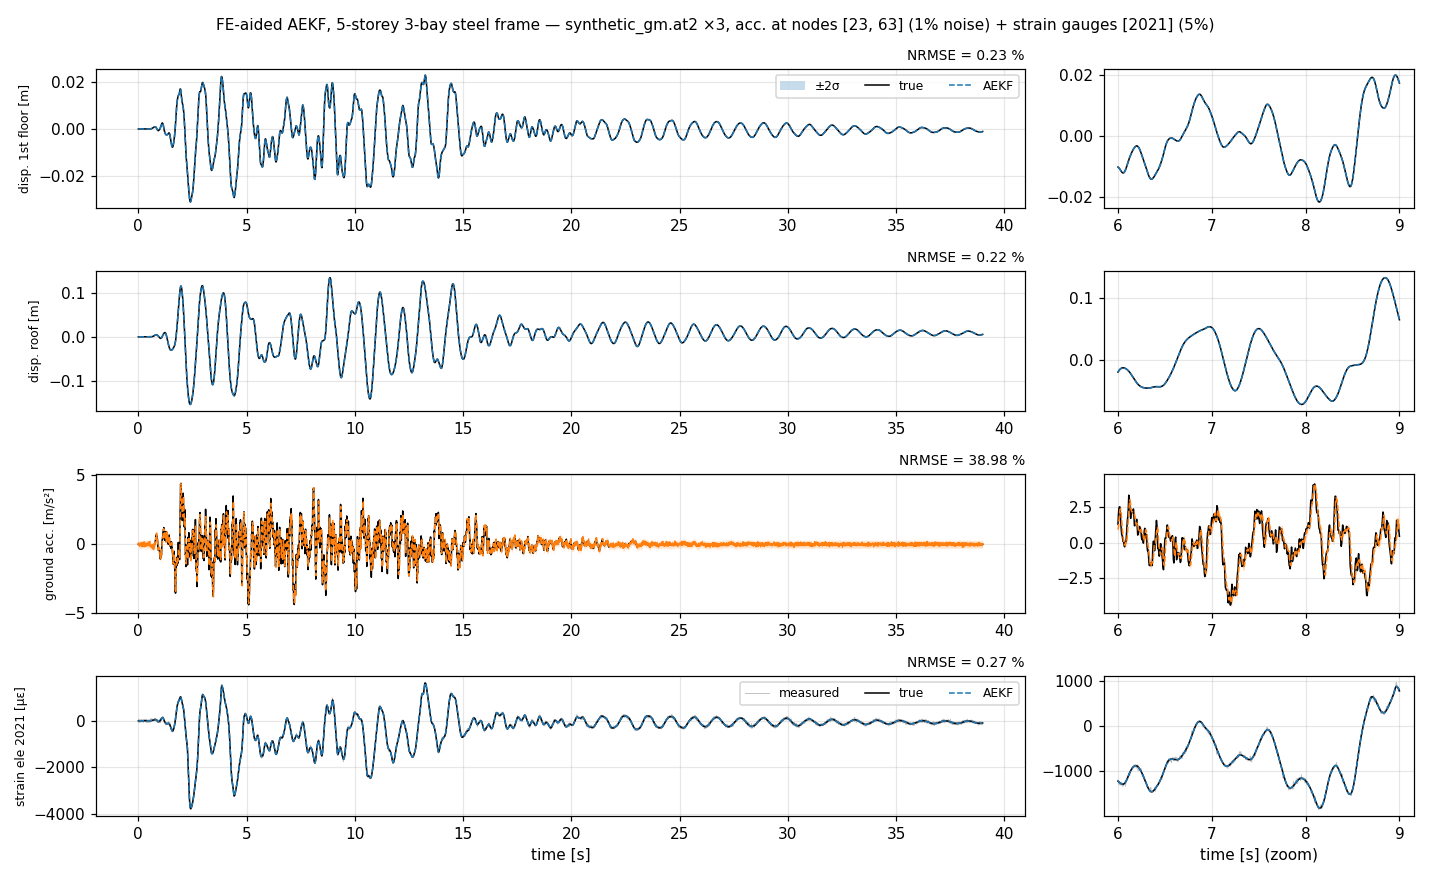 FE-aided AEKF, 5-storey 3-bay steel frame — synthetic_gm.at2 ×3, acc. at nodes [23, 63] (1% noise) + strain gauges [2021] (5%)
NRMSE = 0.23 %
disp. 1st floor [m]
0.02
0.00
−0.02
±2σ true AEKF
0 5 10 15 20 25 30 35 40
0.02
0.00
−0.02
6 7 8 9
NRMSE = 0.22 %
disp. roof [m]
0.1
0.0
−0.1
0 5 10 15 20 25 30 35 40
0.1
0.0
6 7 8 9
NRMSE = 38.98 %
ground acc. [m/s²]
5
0
−5
0 5 10 15 20 25 30 35 40
2.5
0.0
−2.5
6 7 8 9
NRMSE = 0.27 %
strain ele 2021 [με]
0
−2000
−4000
measured true AEKF
0 5 10 15 20 25 30 35 40
time [s]
1000
0
−1000
6 7 8 9
time [s] (zoom)